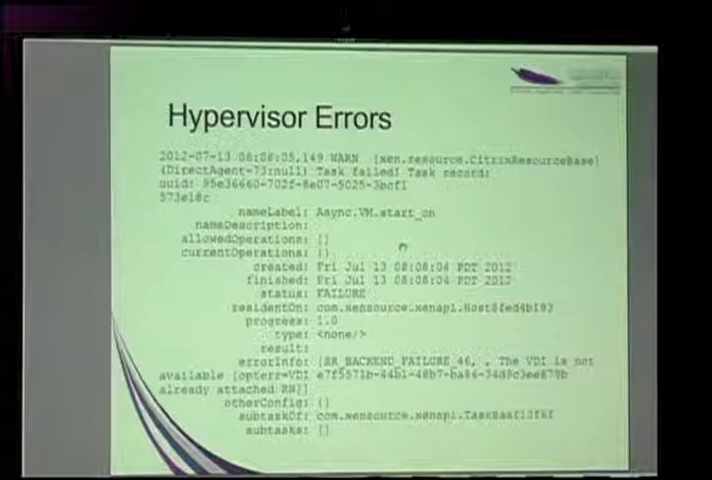 Hypervisor Errors
2012-07-13 08:08:05,149 WARN [xen.resource.CitrixResourceBase]
(DirectAgent-73:null) Task failed! Task record:
uuid: 95e36660-702f-8e07-5025-3bcf1
573e18c
nameLabel: Async.VM.start_on
nameDescription:
allowedOperations: []
currentOperations: {}
created: Fri Jul 13 08:08:04 PDT 2012
finished: Fri Jul 13 08:08:04 PDT 2012
status: FAILURE
residentOn: com.xensource.xenapi.Host@fed4b193
progress: 1.0
type: <none/>
result:
errorInfo: [SR_BACKEND_FAILURE_46, , The VDI is not
available [opterr=VDI e7f5571b-44b1-48b7-ba84-34d9c3ee879b
already attached RW]]
otherConfig: {}
subtaskOf: com.xensource.xenapi.Task@aaf13f6f
subtasks: []